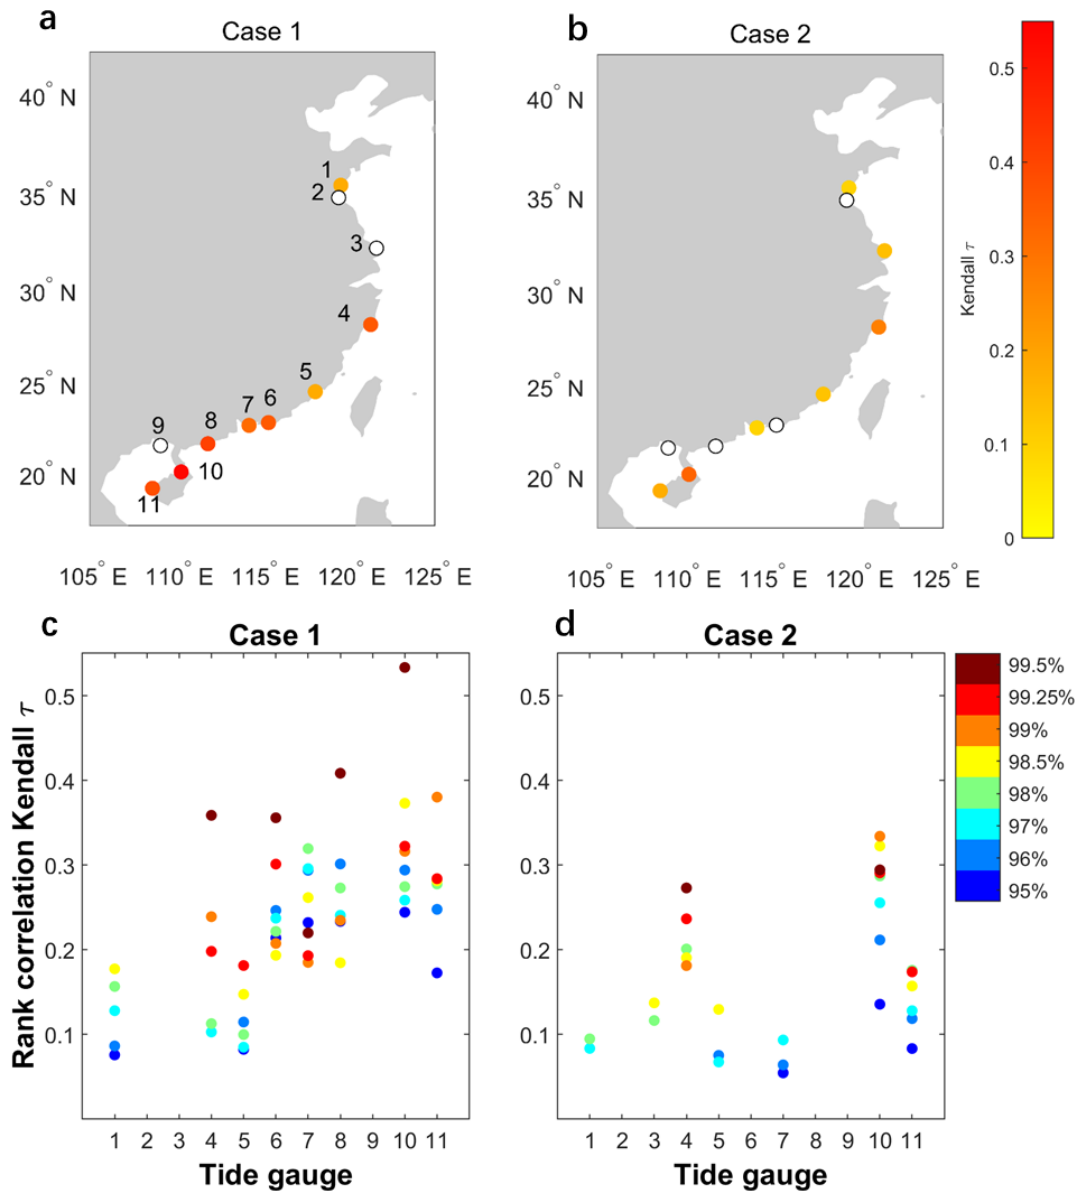 a
Case 1
b
Case 2
40° N
35° N
30° N
25° N
20° N
1
2
3
4
5
6
7
8
9
10
11
105° E 110° E 115° E 120° E 125° E
40° N
35° N
30° N
25° N
20° N
105° E 110° E 115° E 120° E 125° E
0.5
0.4
0.3
0.2
0.1
0
Kendall τ
c
Case 1
0.5
0.4
0.3
0.2
0.1
Rank correlation Kendall τ
1 2 3 4 5 6 7 8 9 10 11
Tide gauge
d
Case 2
0.5
0.4
0.3
0.2
0.1
1 2 3 4 5 6 7 8 9 10 11
Tide gauge
99.5%
99.25%
99%
98.5%
98%
97%
96%
95%